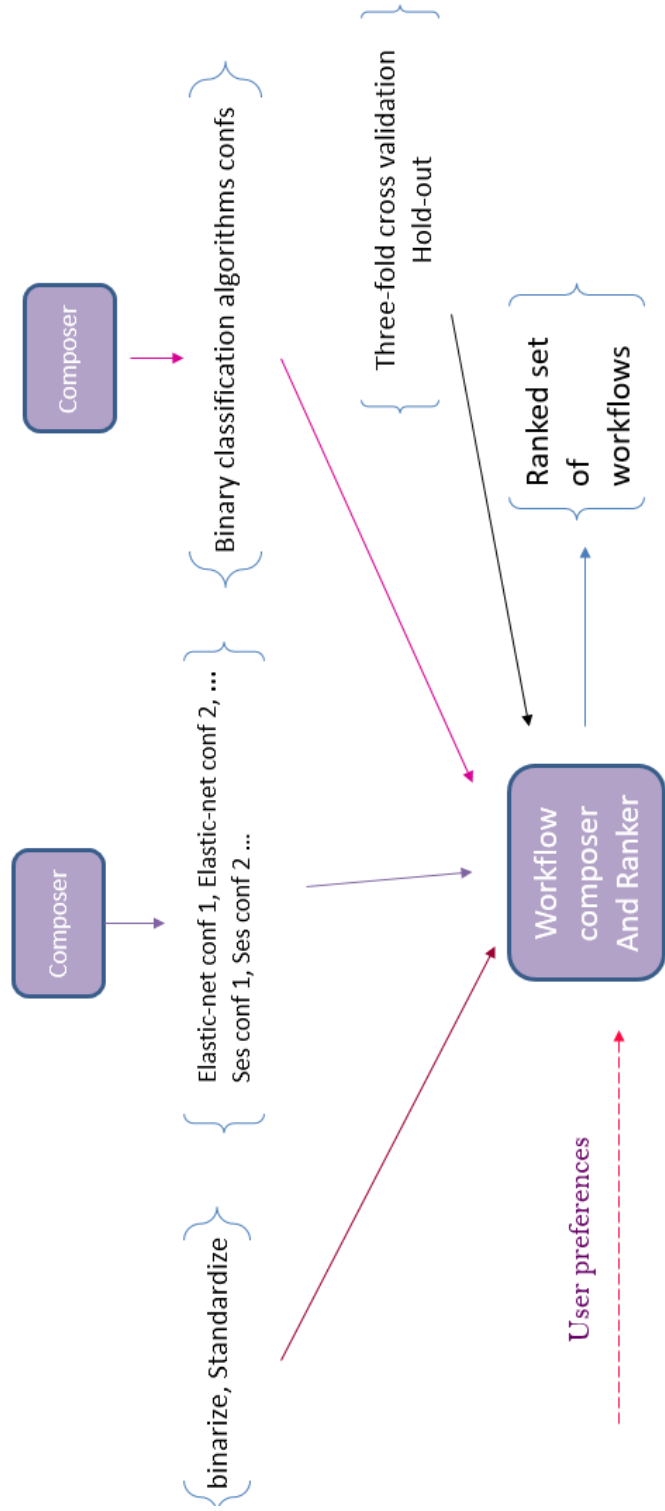 Composer
Composer
binarize, Standardize
Elastic-net conf 1, Elastic-net conf 2, ...
Ses conf 1, Ses conf 2 ...
Binary classification algorithms confs
Three-fold cross validation
Hold-out
User preferences
Workflow
composer
And Ranker
Ranked set
of
workflows